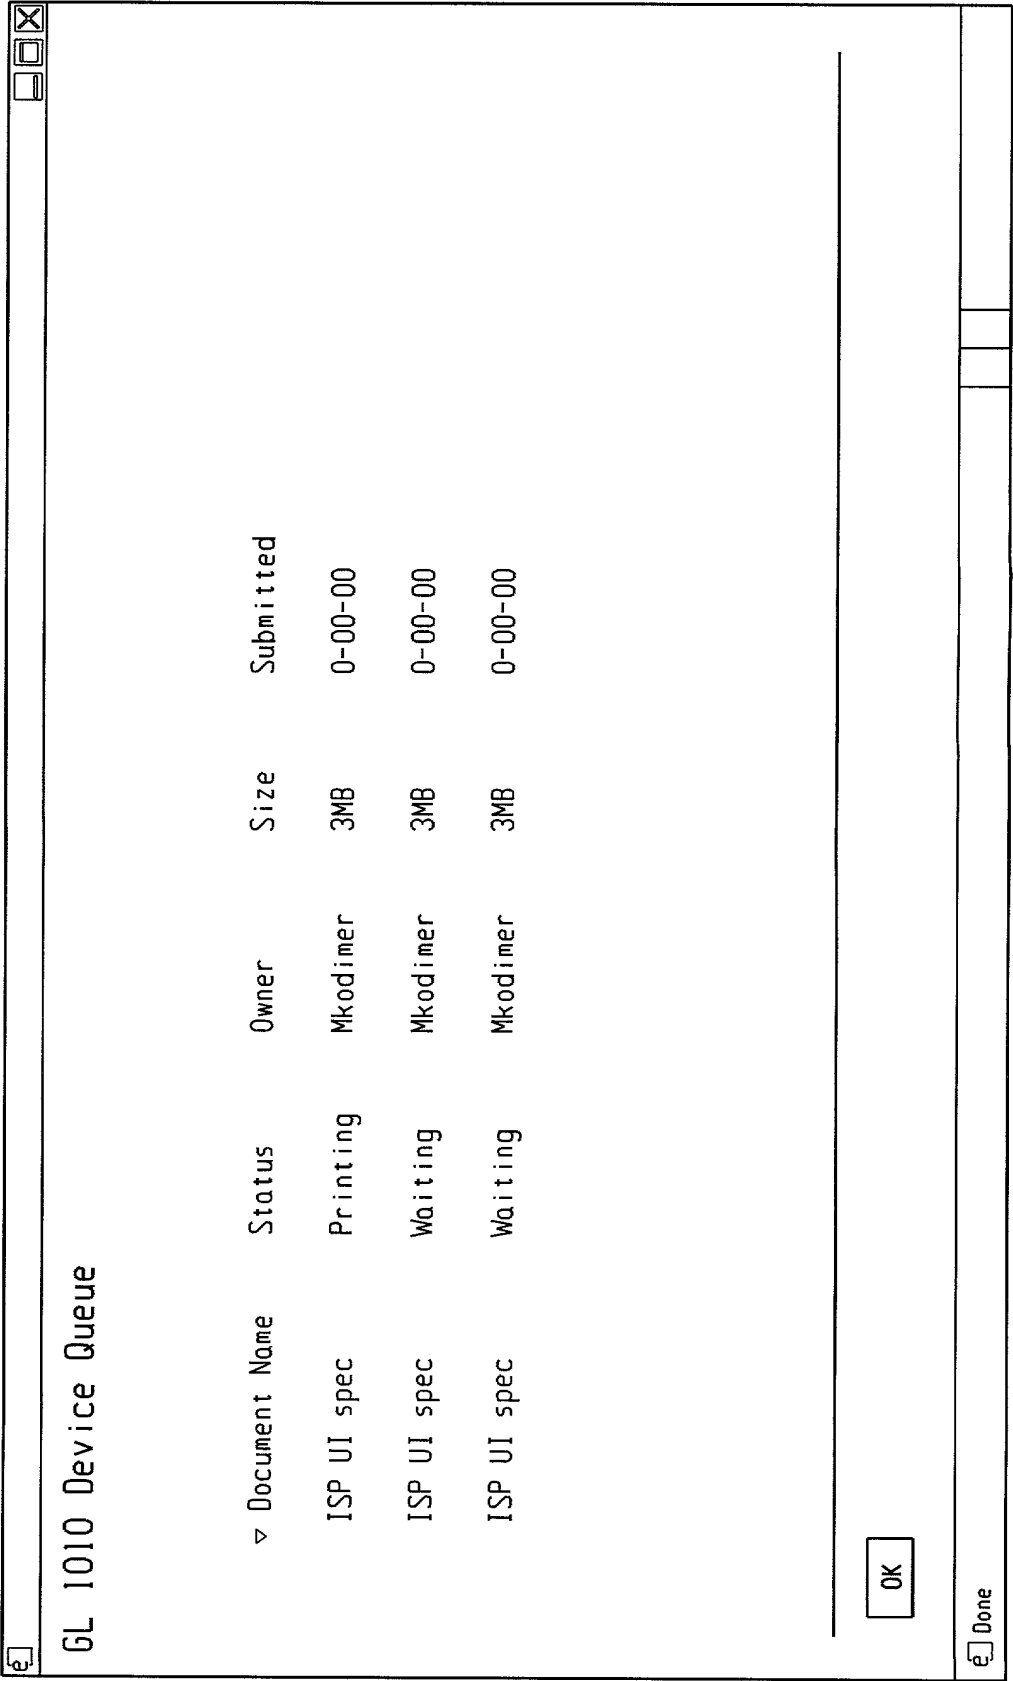 e
GL 1010 Device Queue
▽ Document Name Status Owner Size Submitted
ISP UI spec Printing Mkodimer 3MB 0-00-00
ISP UI spec Waiting Mkodimer 3MB 0-00-00
ISP UI spec Waiting Mkodimer 3MB 0-00-00
OK
e Done